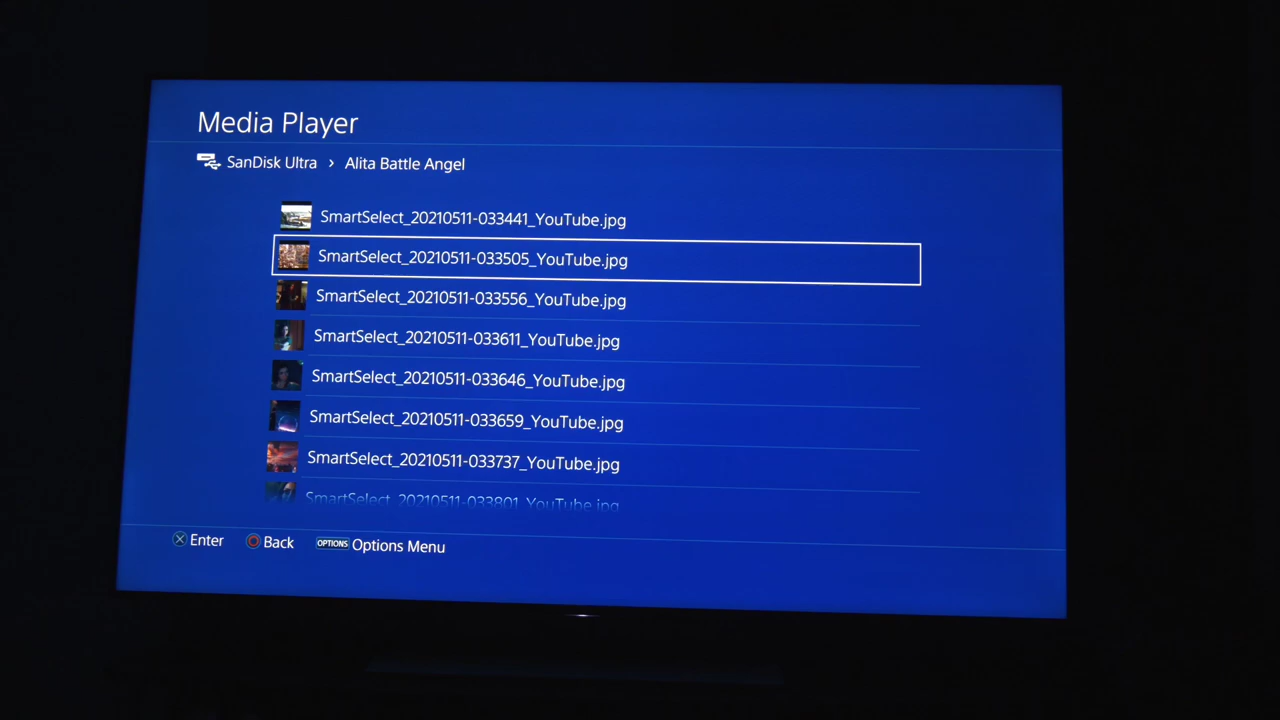 Media Player
SanDisk Ultra > Alita Battle Angel
SmartSelect_20210511-033441_YouTube.jpg
SmartSelect_20210511-033505_YouTube.jpg
SmartSelect_20210511-033556_YouTube.jpg
SmartSelect_20210511-033611_YouTube.jpg
SmartSelect_20210511-033646_YouTube.jpg
SmartSelect_20210511-033659_YouTube.jpg
SmartSelect_20210511-033737_YouTube.jpg
SmartSelect_20210511-033801_YouTube.jpg
Enter Back OPTIONS Options Menu